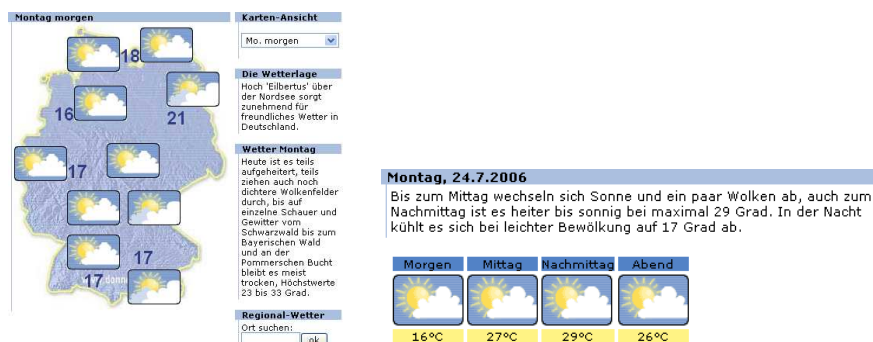 Montag morgen
18
16
21
17
17
17
Karten-Ansicht
Mo. morgen
Die Wetterlage
Hoch 'Eilbertus' über
der Nordsee sorgt
zunehmend für
freundliches Wetter in
Deutschland.
Wetter Montag
Heute ist es teils
aufgeheitert, teils
ziehen auch noch
dichtere Wolkenfelder
durch, bis auf
einzelne Schauer und
Gewitter vom
Schwarzwald bis zum
Bayerischen Wald
und an der
Pommerschen Bucht
bleibt es meist
trocken, Höchstwerte
23 bis 33 Grad.
Regional-Wetter
Ort suchen:
ok
Montag, 24.7.2006
Bis zum Mittag wechseln sich Sonne und ein paar Wolken ab, auch zum
Nachmittag ist es heiter bis sonnig bei maximal 29 Grad. In der Nacht
kühlt es sich bei leichter Bewölkung auf 17 Grad ab.
Morgen Mittag Nachmittag Abend
16°C 27°C 29°C 26°C